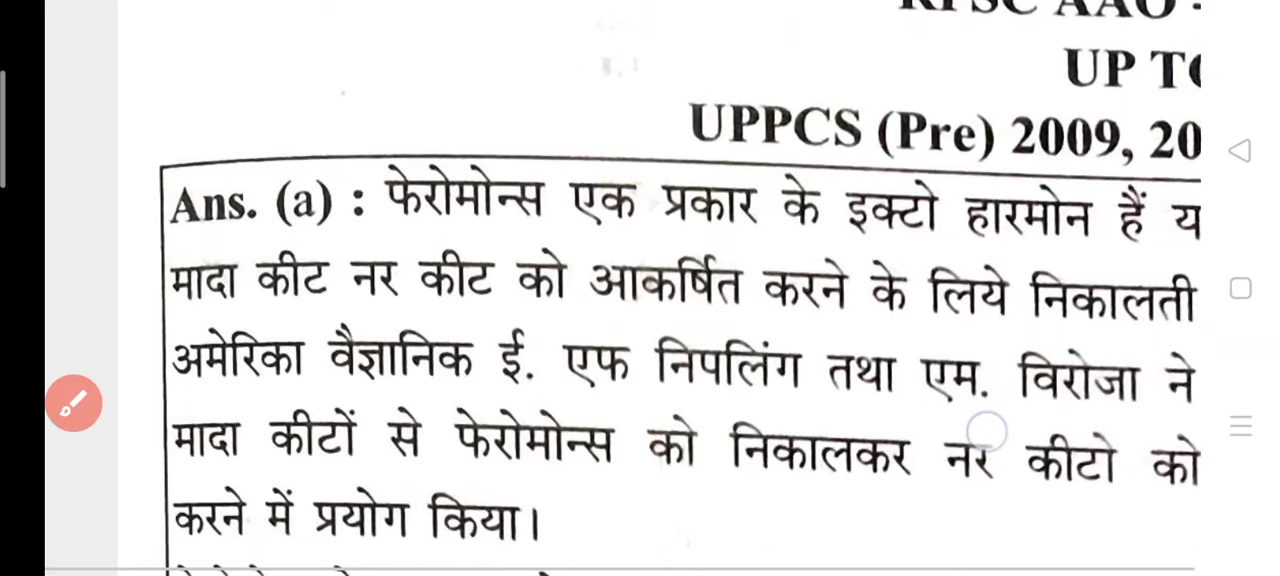 UP
UPPCS (Pre) 2009, 20
Ans. (a) : फेरोमोन्स एक प्रकार के इक्टो हारमोन हैं य
मादा कीट नर कीट को आकर्षित करने के लिये निकालती
अमेरिका वैज्ञानिक ई. एफ निपलिंग तथा एम. विरोजा ने
मादा कीटों से फेरोमोन्स को निकालकर नर कीटो को
करने में प्रयोग किया।